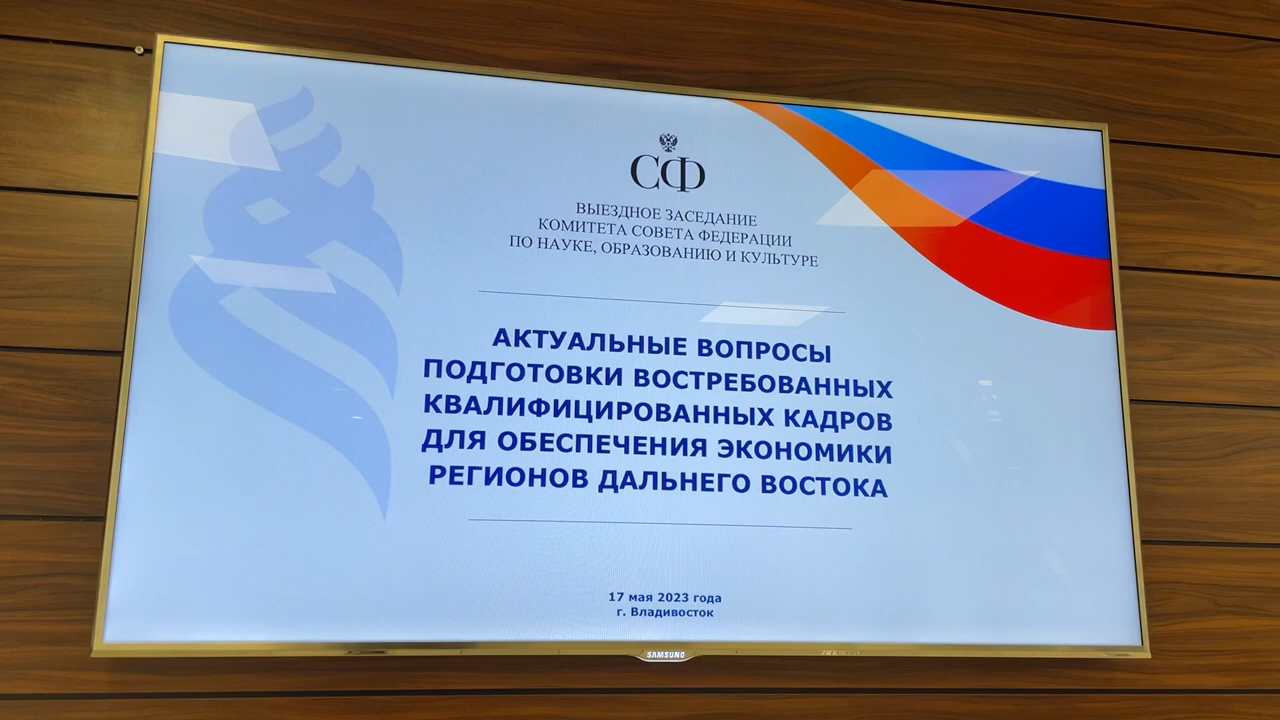 СФ
ВЫЕЗДНОЕ ЗАСЕДАНИЕ
КОМИТЕТА СОВЕТА ФЕДЕРАЦИИ
ПО НАУКЕ, ОБРАЗОВАНИЮ И КУЛЬТУРЕ
АКТУАЛЬНЫЕ ВОПРОСЫ
ПОДГОТОВКИ ВОСТРЕБОВАННЫХ
КВАЛИФИЦИРОВАННЫХ КАДРОВ
ДЛЯ ОБЕСПЕЧЕНИЯ ЭКОНОМИКИ
РЕГИОНОВ ДАЛЬНЕГО ВОСТОКА
17 мая 2023 года
г. Владивосток
SAMSUNG